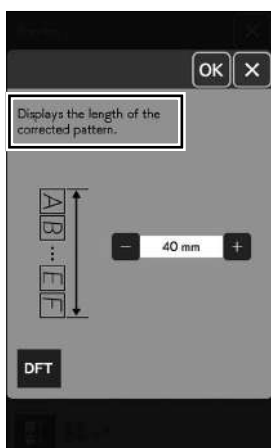 OK
Displays the length of the
corrected pattern.
A
B
E
F
- 40 mm +
DFT